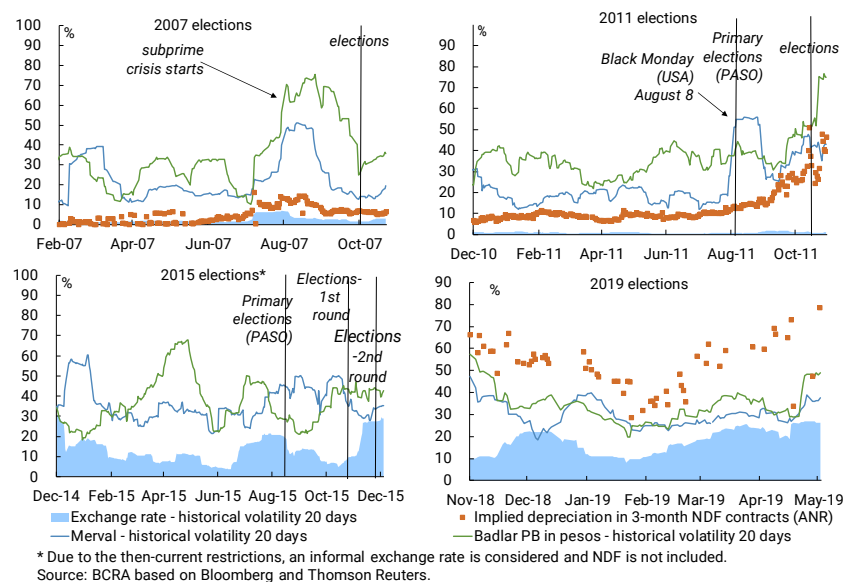 2007 elections
%
100
90
80
70
60
50
40
30
20
10
0
subprime
crisis starts
elections
Feb-07 Apr-07 Jun-07 Aug-07 Oct-07
2011 elections
%
100
90
80
70
60
50
40
30
20
10
0
Black Monday
(USA)
August 8
Primary
elections
(PASO)
elections
Dec-10 Feb-11 Apr-11 Jun-11 Aug-11 Oct-11
2015 elections*
%
100
90
80
70
60
50
40
30
20
10
0
Primary
elections
(PASO)
Elections-
1st
round
Elections
-2nd
round
Dec-14 Feb-15 Apr-15 Jun-15 Aug-15 Oct-15 Dec-15
2019 elections
%
90
80
70
60
50
40
30
20
10
0
Nov-18 Dec-18 Jan-19 Feb-19 Mar-19 Apr-19 May-19
Exchange rate - historical volatility 20 days
Implied depreciation in 3-month NDF contracts (ANR)
Merval - historical volatility 20 days
Badlar PB in pesos - historical volatility 20 days
* Due to the then-current restrictions, an informal exchange rate is considered and NDF is not included.
Source: BCRA based on Bloomberg and Thomson Reuters.